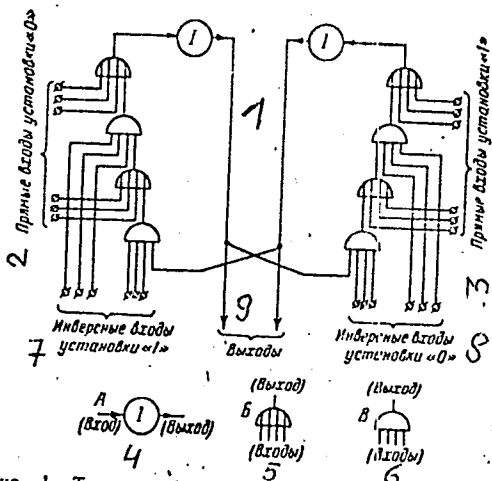 I
I
1
Прямые входы установки «0»
Прямые входы установки «1»
2
3
9
Инверсные входы
установки «1»
7
Выходы
Инверсные входы
установки «0»
8
А
(Вход)
I
(Выход)
4
(Выход)
Б
(Входы)
5
(Выход)
В
(Входы)
6